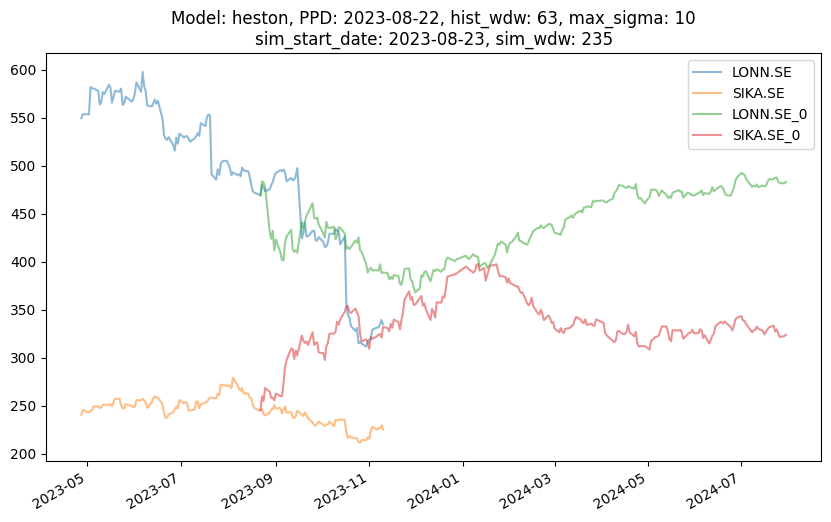 Model: heston, PPD: 2023-08-22, hist_wdw: 63, max_sigma: 10
sim_start_date: 2023-08-23, sim_wdw: 235
LONN.SE
SIKA.SE
LONN.SE_0
SIKA.SE_0
600
550
500
450
400
350
300
250
200
2023-05
2023-07
2023-09
2023-11
2024-01
2024-03
2024-05
2024-07